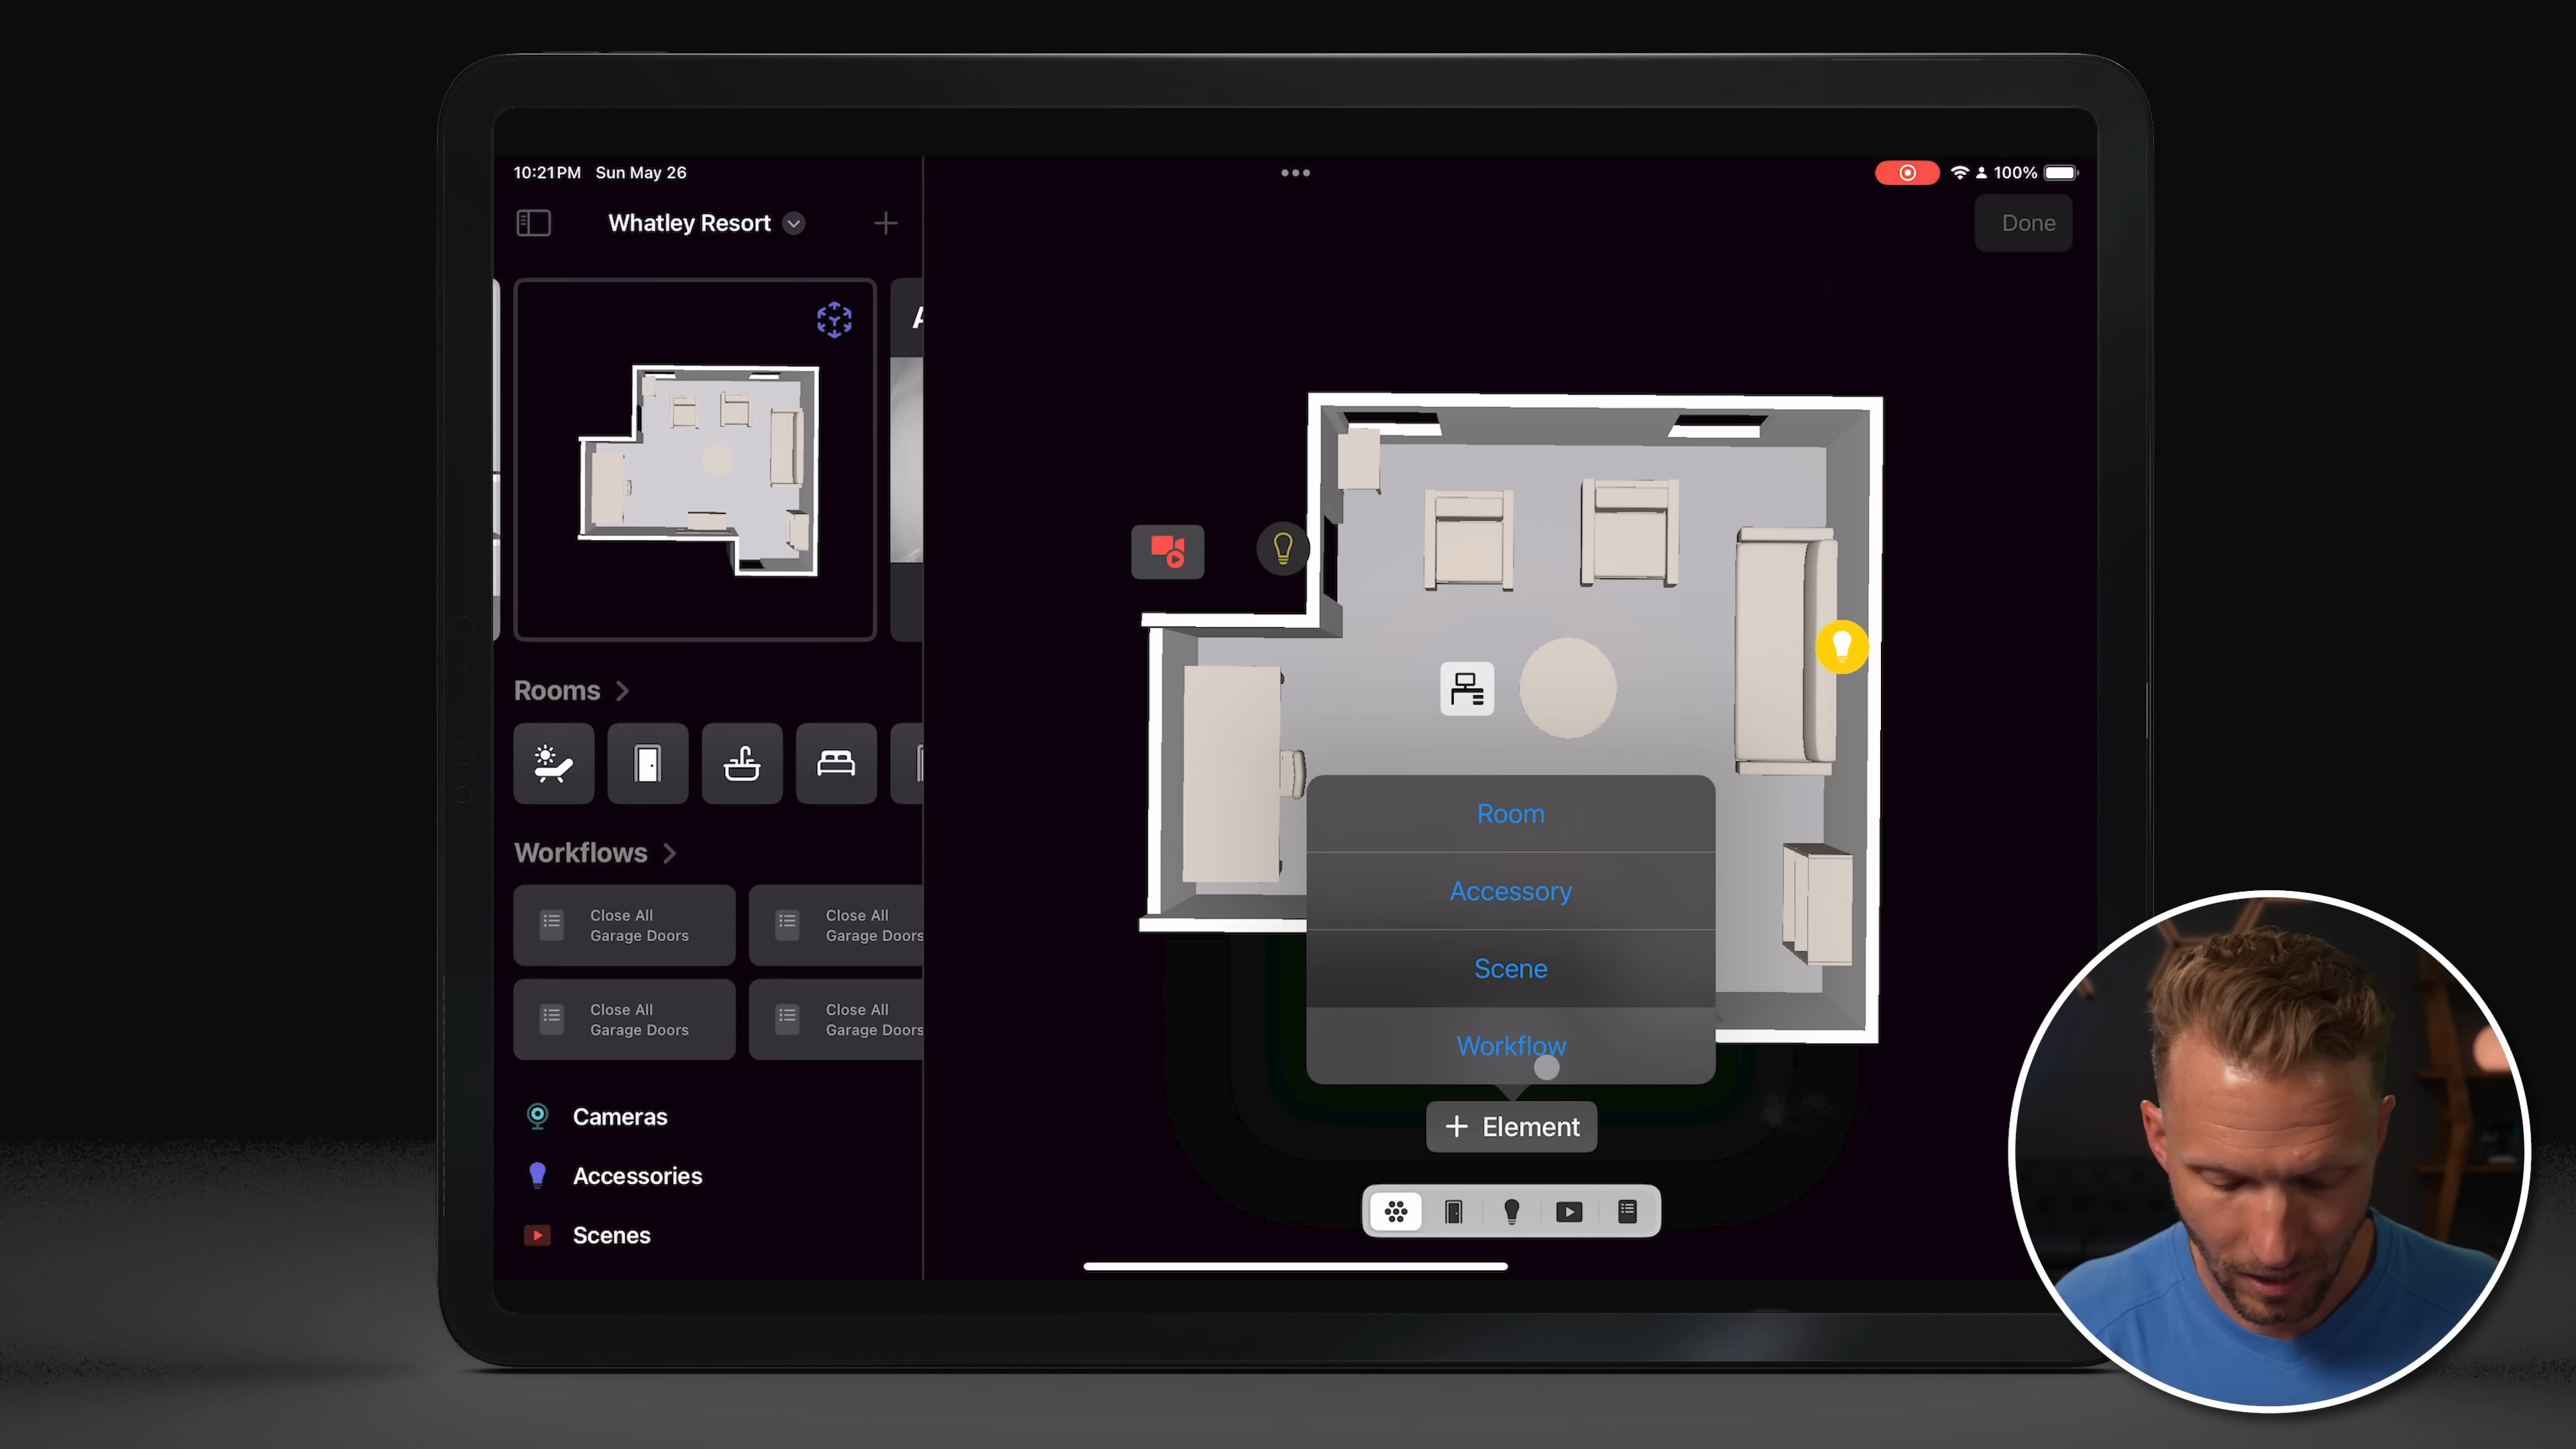 10:21 PM Sun May 26
100%
Whatley Resort
Done
A
Rooms
Workflows
Close All
Garage Doors
Close All
Garage Doors
Close All
Garage Doors
Close All
Garage Doors
Cameras
Accessories
Scenes
Room
Accessory
Scene
Workflow
+ Element